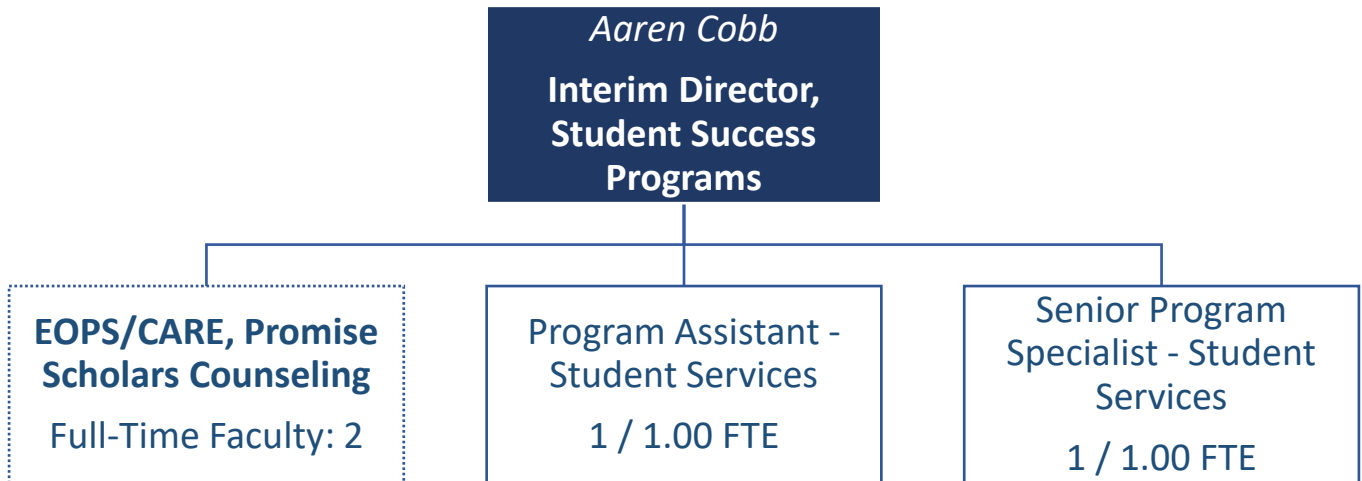 Aaren Cobb
Interim Director,
Student Success
Programs
EOPS/CARE, Promise
Scholars Counseling
Full-Time Faculty: 2
Program Assistant -
Student Services
1 / 1.00 FTE
Senior Program
Specialist - Student
Services
1 / 1.00 FTE